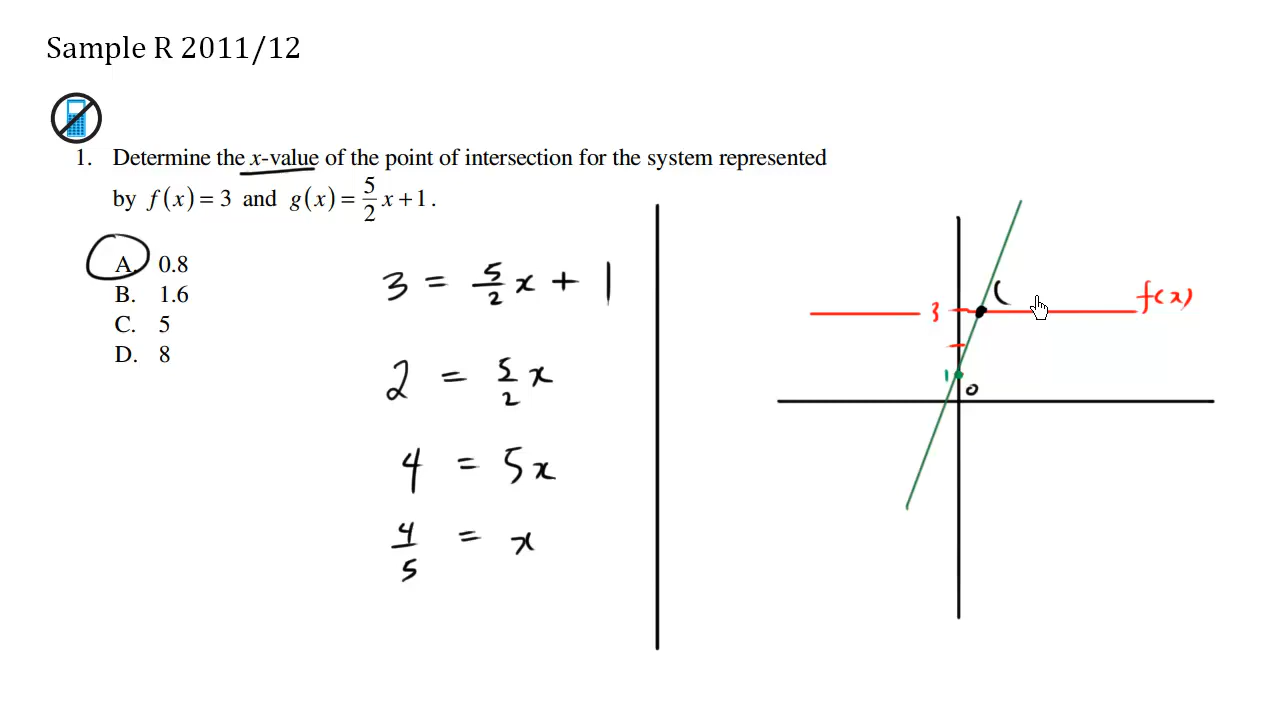 Sample R 2011/12
1. Determine the x-value of the point of intersection for the system represented
by f(x) = 3 and g(x) = 5/2 x + 1.
A. 0.8
B. 1.6
C. 5
D. 8
3 = 5/2 x + 1
2 = 5/2 x
4 = 5x
4/5 = x
(
f(x)
3
1
0